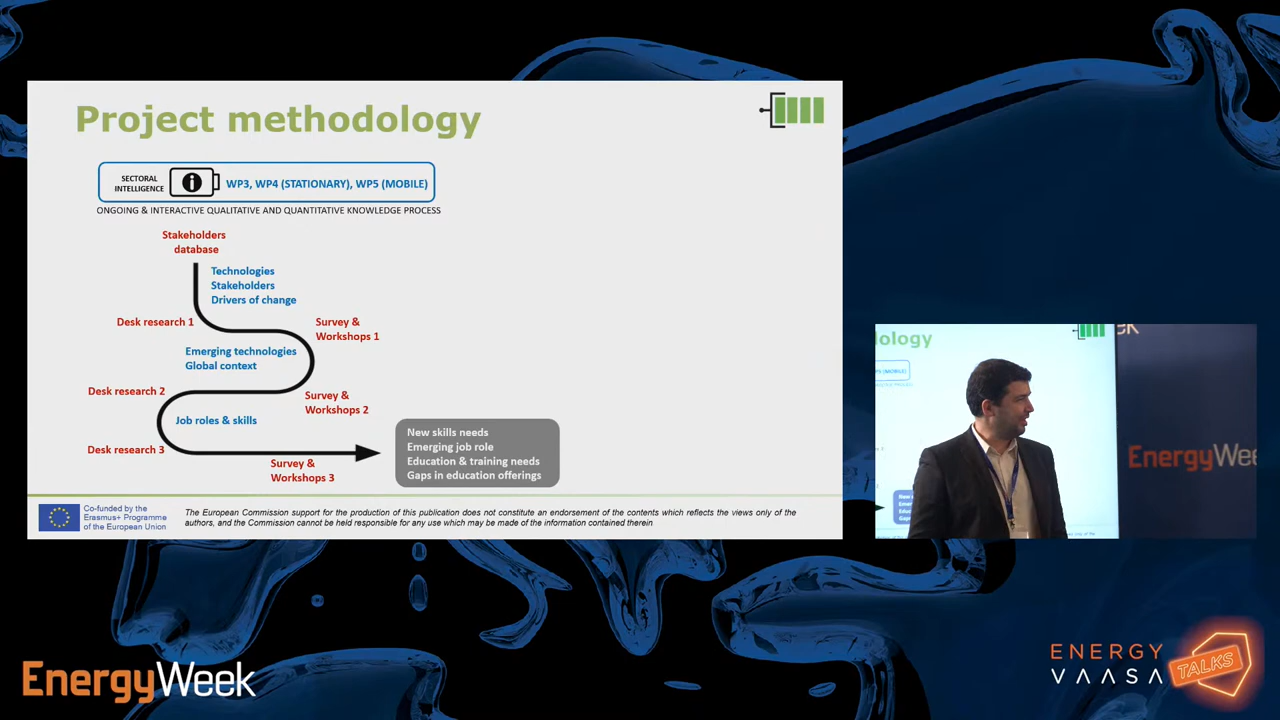 Project methodology
SECTORAL
INTELLIGENCE
WP3, WP4 (STATIONARY), WP5 (MOBILE)
ONGOING & INTERACTIVE QUALITATIVE AND QUANTITATIVE KNOWLEDGE PROCESS
Stakeholders
database
Technologies
Stakeholders
Drivers of change
Desk research 1
Survey &
Workshops 1
Emerging technologies
Global context
Desk research 2
Survey &
Workshops 2
Job roles & skills
Desk research 3
Survey &
Workshops 3
New skills needs
Emerging job role
Education & training needs
Gaps in education offerings
Co-funded by the
Erasmus+ Programme
of the European Union
The European Commission support for the production of this publication does not constitute an endorsement of the contents which reflects the views only of the
authors, and the Commission cannot be held responsible for any use which may be made of the information contained therein
dology
P5 (MOBILE)
EnergyWe
EnergyWeek
ENERGY
VAASA
TALKS